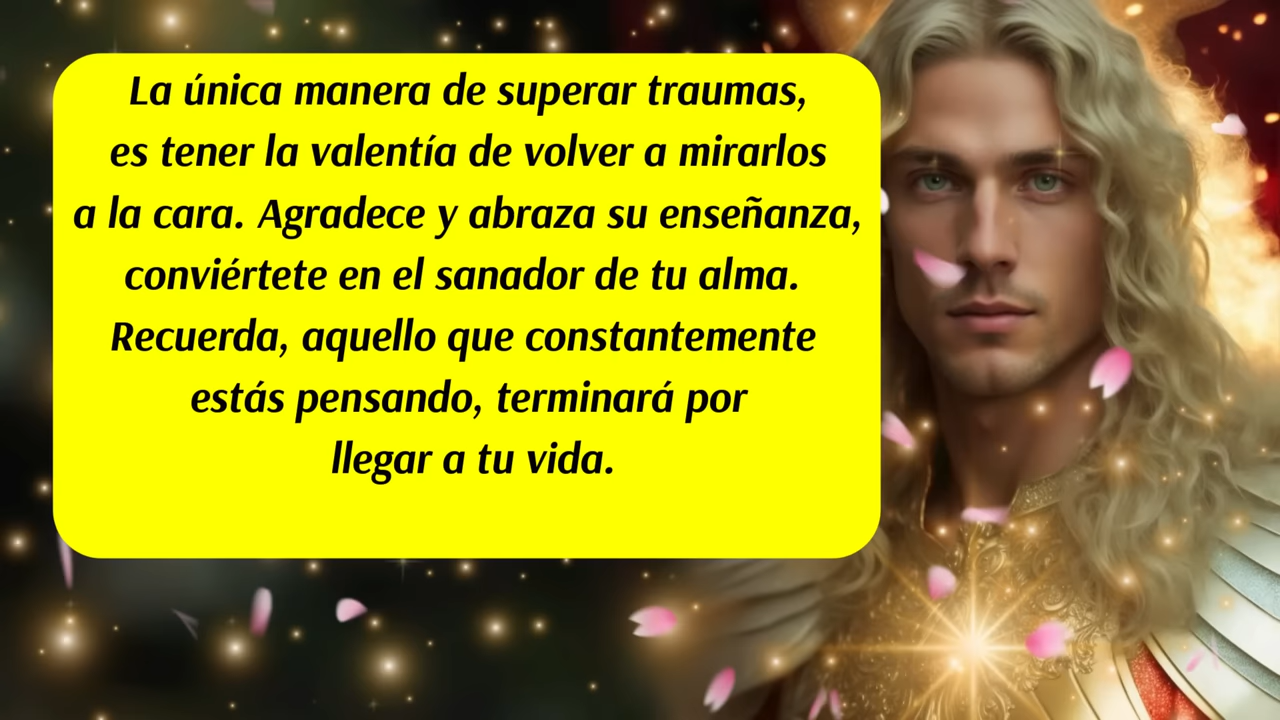 La única manera de superar traumas,
es tener la valentía de volver a mirarlos
a la cara. Agradece y abraza su enseñanza,
conviértete en el sanador de tu alma.
Recuerda, aquello que constantemente
estás pensando, terminará por
llegar a tu vida.